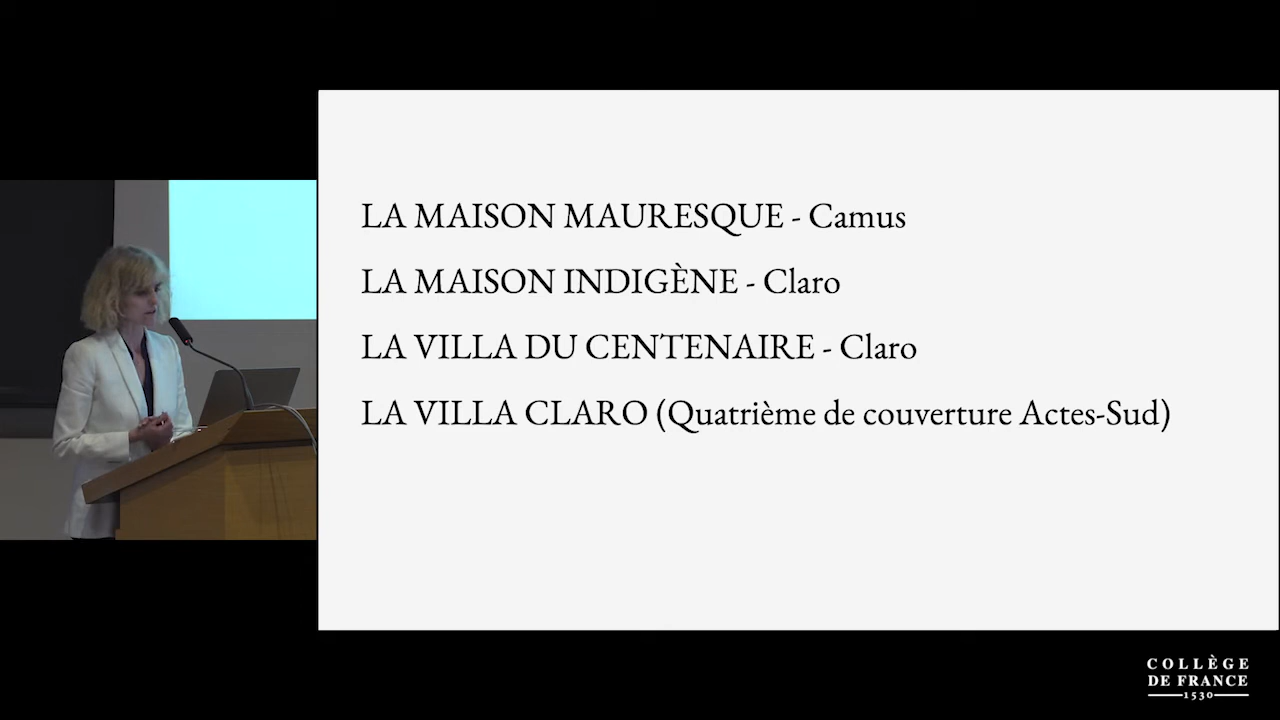 LA MAISON MAURESQUE - Camus
LA MAISON INDIGÈNE - Claro
LA VILLA DU CENTENAIRE - Claro
LA VILLA CLARO (Quatrième de couverture Actes-Sud)
COLLÈGE
DE FRANCE
1530